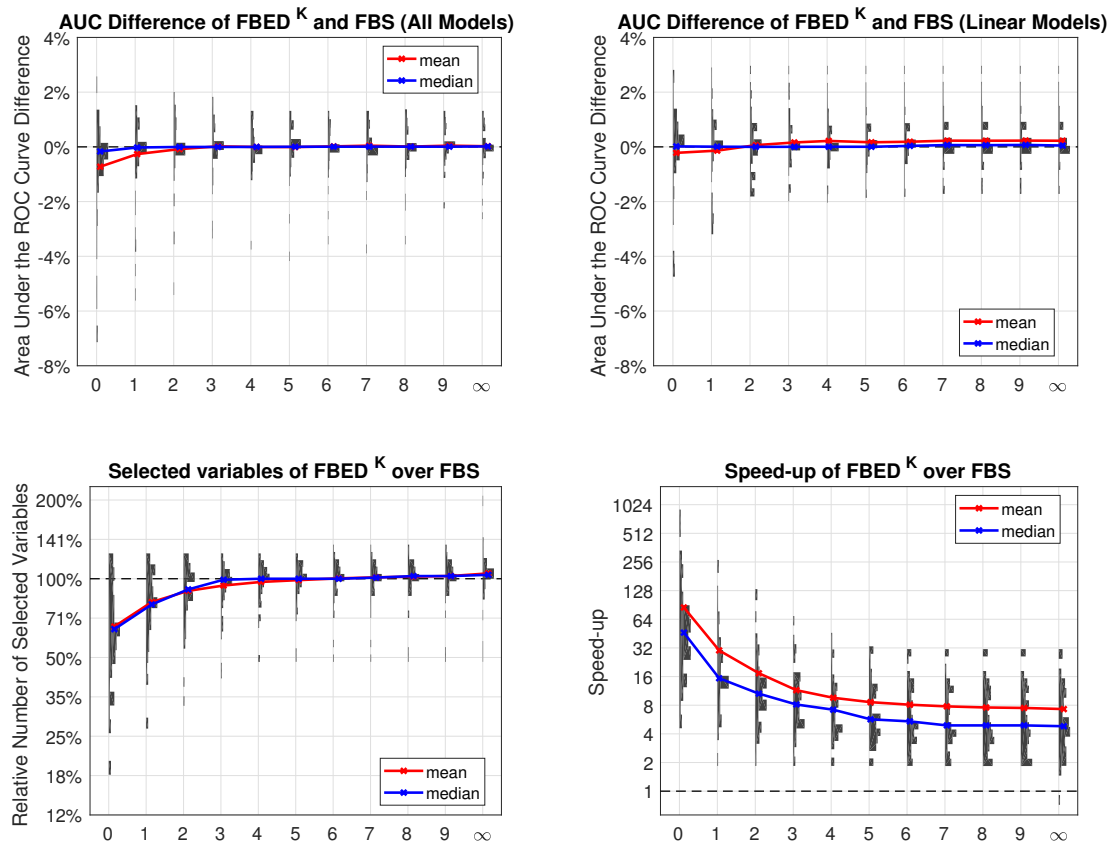 AUC Difference of FBED K and FBS (All Models)
Area Under the ROC Curve Difference
4%
2%
0%
-2%
-4%
-6%
-8%
0 1 2 3 4 5 6 7 8 9 ∞
mean
median
AUC Difference of FBED K and FBS (Linear Models)
Area Under the ROC Curve Difference
4%
2%
0%
-2%
-4%
-6%
-8%
0 1 2 3 4 5 6 7 8 9 ∞
mean
median
Selected variables of FBED K over FBS
Relative Number of Selected Variables
200%
141%
100%
71%
50%
35%
25%
18%
12%
0 1 2 3 4 5 6 7 8 9 ∞
mean
median
Speed-up of FBED K over FBS
Speed-up
1024
512
256
128
64
32
16
8
4
2
1
0 1 2 3 4 5 6 7 8 9 ∞
mean
median